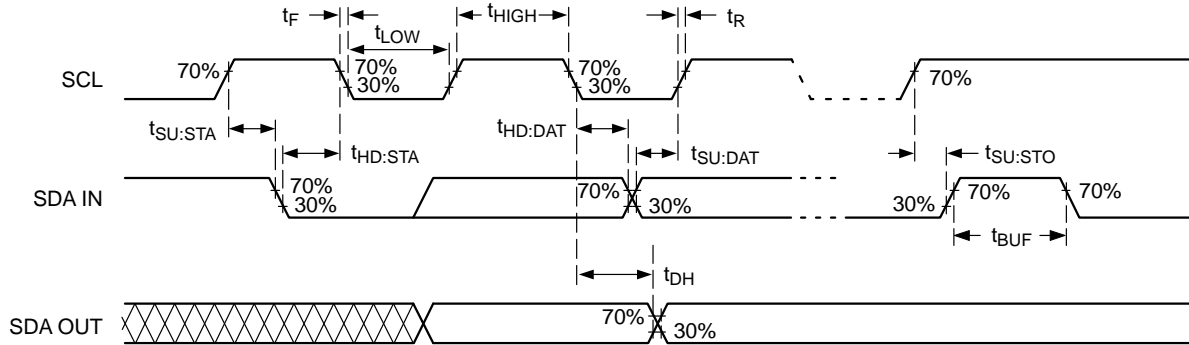 tF
tHIGH
tR
tLOW
SCL
70%
70%
30%
70%
30%
70%
tSU:STA
tHD:STA
tHD:DAT
tSU:DAT
tSU:STO
SDA IN
70%
30%
70%
30%
30%
70%
70%
tBUF
tDH
SDA OUT
70%
30%